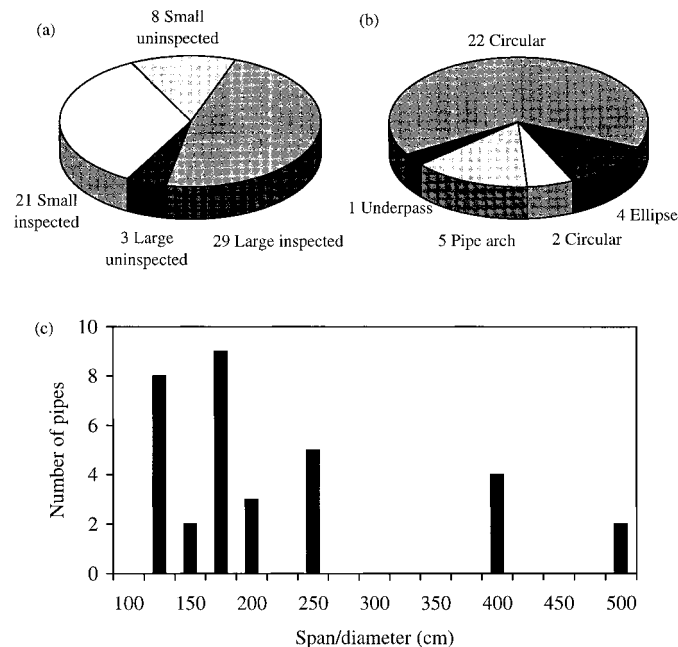 (a)
8 Small
uninspected
21 Small
inspected
3 Large
uninspected
29 Large inspected
(b)
22 Circular
1 Underpass
5 Pipe arch
2 Circular
4 Ellipse
(c)
Number of pipes
10
8
6
4
2
0
100 150 200 250 300 350 400 450 500
Span/diameter (cm)